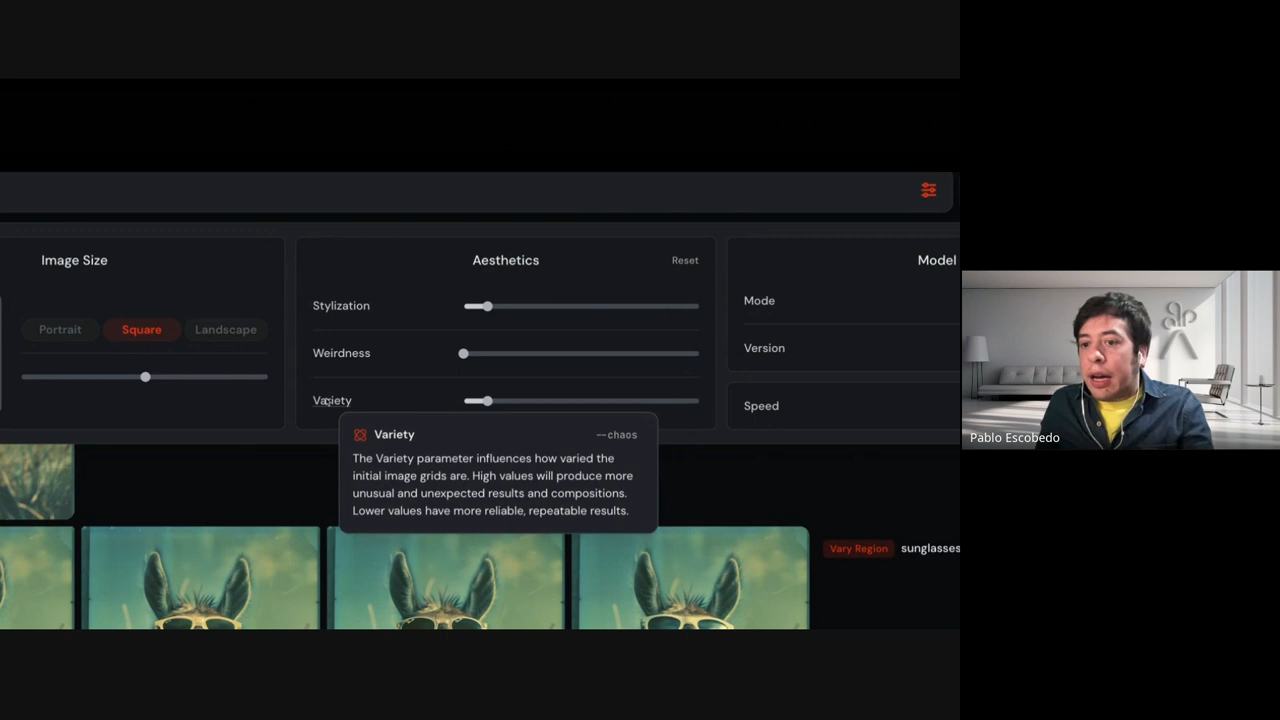 Image Size
Portrait
Square
Landscape
Aesthetics
Reset
Stylization
Weirdness
Variety
Model
Mode
Version
Speed
Variety
--chaos
The Variety parameter influences how varied the
initial image grids are. High values will produce more
unusual and unexpected results and compositions.
Lower values have more reliable, repeatable results.
Vary Region sunglasses
Pablo Escobedo